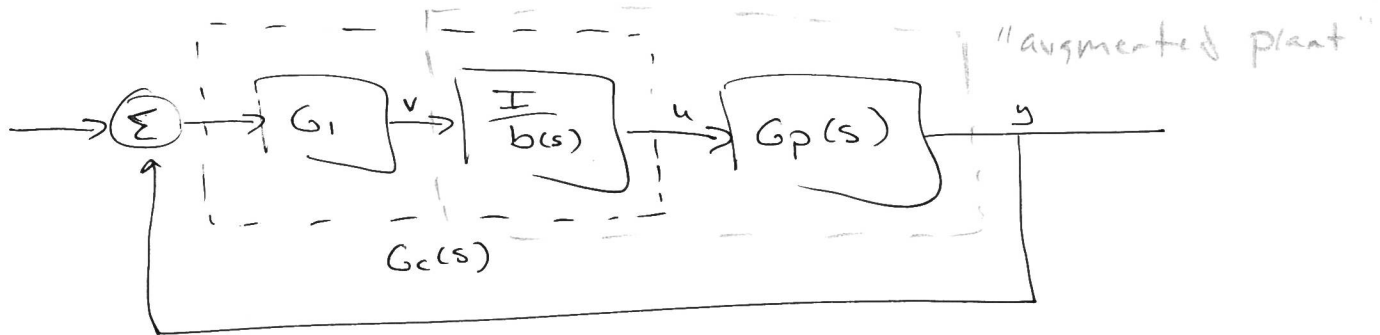 "augmented plant"
Σ
G₁
v
I
b(s)
u
Gp(s)
y
Gc(s)